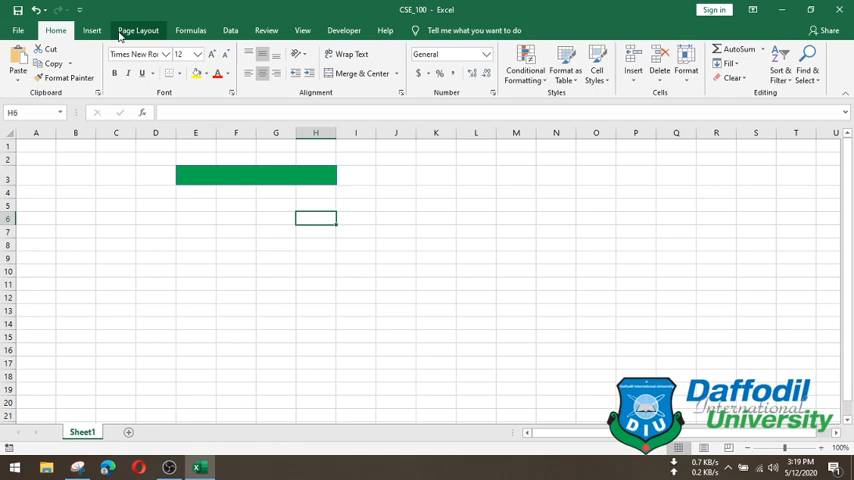 CSE_100 - Excel
Sign in
File Home Insert Page Layout Formulas Data Review View Developer Help Tell me what you want to do Share
Paste
Cut
Copy
Format Painter
Clipboard
Times New Ro 12
B I U
Font
Wrap Text
Merge & Center
Alignment
General
$ % ,
Number
Conditional Formatting
Format as Table
Cell Styles
Styles
Insert
Delete
Format
Cells
AutoSum
Fill
Clear
Sort & Filter
Find & Select
Editing
H6
fx
A B C D E F G H I J K L M N O P Q R S T U
1
2
3
4
5
6
7
8
9
10
11
12
13
14
15
16
17
18
19
20
21
DIU
Daffodil
International
University
Sheet1
100%
0.7 KB/s
0.2 KB/s
3:19 PM
5/12/2020